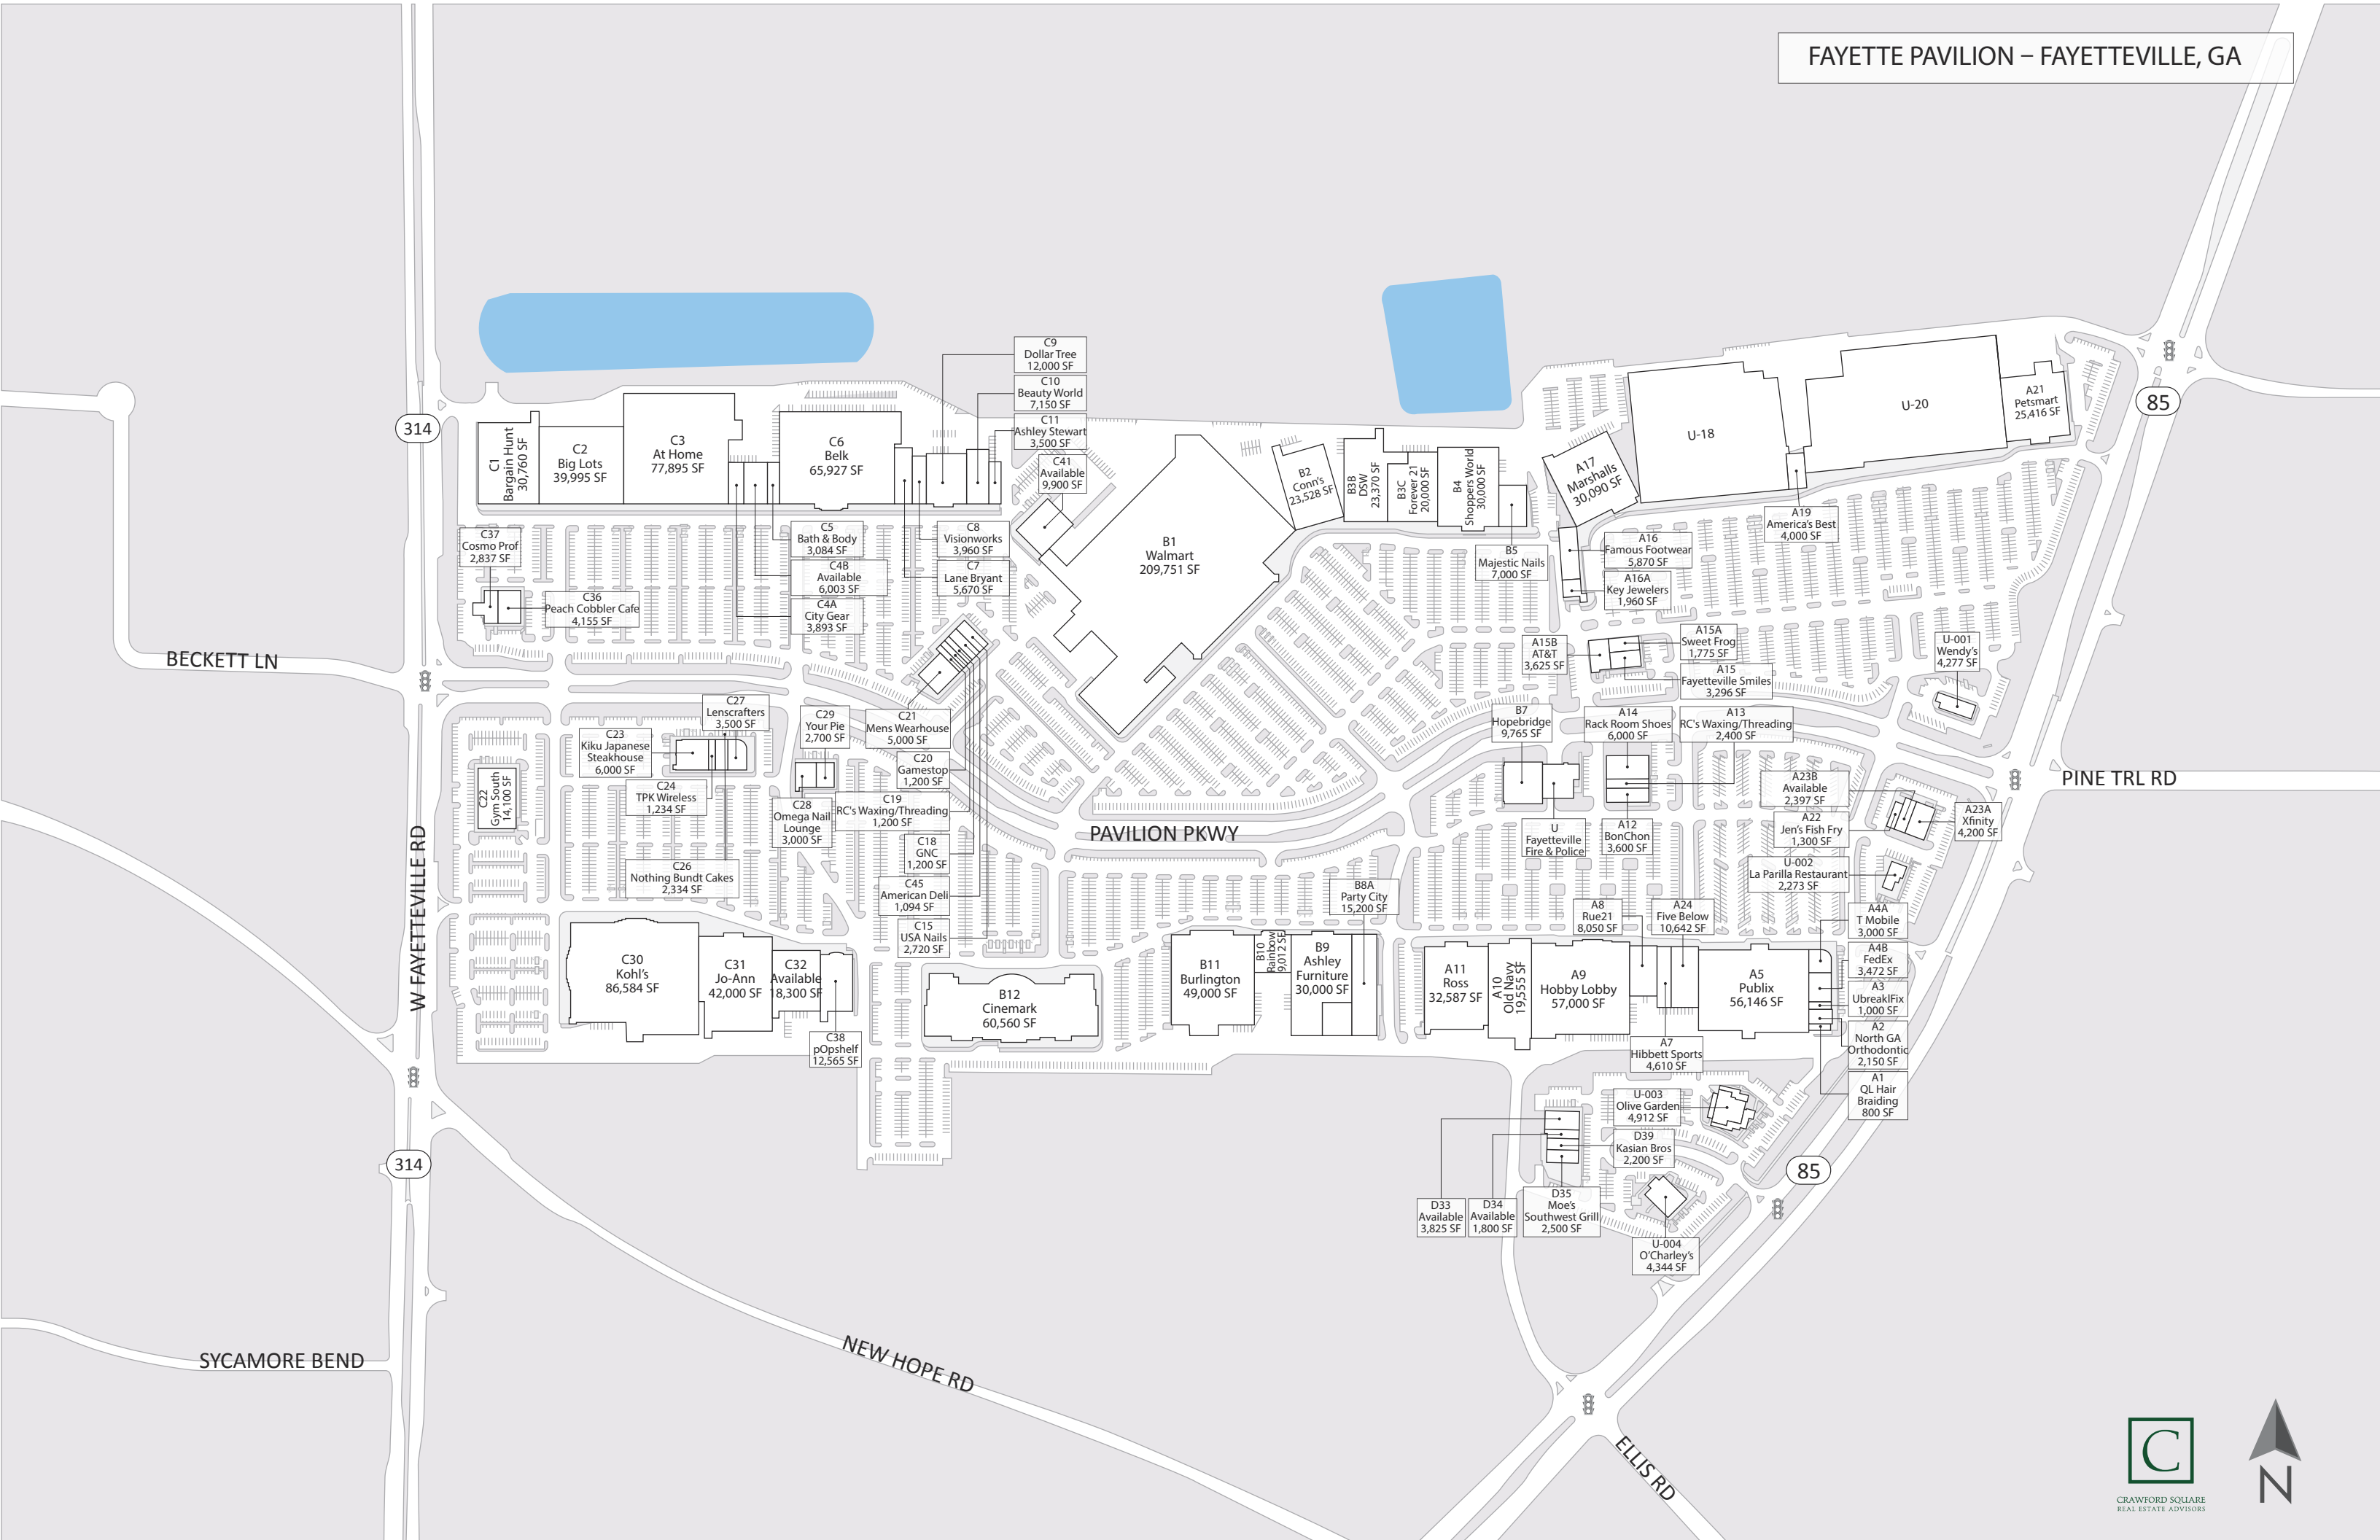 FAYETTE PAVILION – FAYETTEVILLE, GA
314
85
C9
Dollar Tree
12,000 SF
C10
Beauty World
7,150 SF
C11
Ashley Stewart
3,500 SF
C41
Available
9,900 SF
C1
Bargain Hunt
30,760 SF
C2
Big Lots
39,995 SF
C3
At Home
77,895 SF
C6
Belk
65,927 SF
B1
Walmart
209,751 SF
B2
Conn's
23,528 SF
B3B
DSW
23,370 SF
B3C
Forever 21
20,000 SF
B4
Shoppers World
30,000 SF
A17
Marshalls
30,090 SF
U-18
U-20
A21
Petsmart
25,416 SF
A19
America's Best
4,000 SF
C37
Cosmo Prof
2,837 SF
C36
Peach Cobbler Cafe
4,155 SF
C5
Bath & Body
3,084 SF
C4B
Available
6,003 SF
C4A
City Gear
3,893 SF
C8
Visionworks
3,960 SF
C7
Lane Bryant
5,670 SF
B5
Majestic Nails
7,000 SF
A16
Famous Footwear
5,870 SF
A16A
Key Jewelers
1,960 SF
A15B
AT&T
3,625 SF
A15A
Sweet Frog
1,775 SF
A15
Fayetteville Smiles
3,296 SF
U-001
Wendy's
4,277 SF
BECKETT LN
W FAYETTEVILLE RD
C22
Gym South
14,100 SF
C27
Lenscrafters
3,500 SF
C23
Kiku Japanese
Steakhouse
6,000 SF
C24
TPK Wireless
1,234 SF
C26
Nothing Bundt Cakes
2,334 SF
C29
Your Pie
2,700 SF
C28
Omega Nail
Lounge
3,000 SF
C21
Mens Wearhouse
5,000 SF
C20
Gamestop
1,200 SF
C19
RC's Waxing/Threading
1,200 SF
C18
GNC
1,200 SF
C45
American Deli
1,094 SF
C15
USA Nails
2,720 SF
PAVILION PKWY
B7
Hopebridge
9,765 SF
U
Fayetteville
Fire & Police
A14
Rack Room Shoes
6,000 SF
A13
RC's Waxing/Threading
2,400 SF
A12
BonChon
3,600 SF
A23B
Available
2,397 SF
A22
Jen's Fish Fry
1,300 SF
A23A
Xfinity
4,200 SF
U-002
La Parilla Restaurant
2,273 SF
PINE TRL RD
C30
Kohl's
86,584 SF
C31
Jo-Ann
42,000 SF
C32
Available
18,300 SF
C38
pOpshelf
12,565 SF
B12
Cinemark
60,560 SF
B11
Burlington
49,000 SF
B10
Rainbow
9,012 SF
B9
Ashley
Furniture
30,000 SF
B8A
Party City
15,200 SF
A11
Ross
32,587 SF
A10
Old Navy
19,555 SF
A9
Hobby Lobby
57,000 SF
A8
Rue21
8,050 SF
A24
Five Below
10,642 SF
A7
Hibbett Sports
4,610 SF
A5
Publix
56,146 SF
A4A
T Mobile
3,000 SF
A4B
FedEx
3,472 SF
A3
UbreakIFix
1,000 SF
A2
North GA
Orthodontic
2,150 SF
A1
QL Hair
Braiding
800 SF
U-003
Olive Garden
4,912 SF
D39
Kasian Bros
2,200 SF
D33
Available
3,825 SF
D34
Available
1,800 SF
D35
Moe's
Southwest Grill
2,500 SF
U-004
O'Charley's
4,344 SF
314
85
SYCAMORE BEND
NEW HOPE RD
ELLIS RD
C
CRAWFORD SQUARE
REAL ESTATE ADVISORS
N